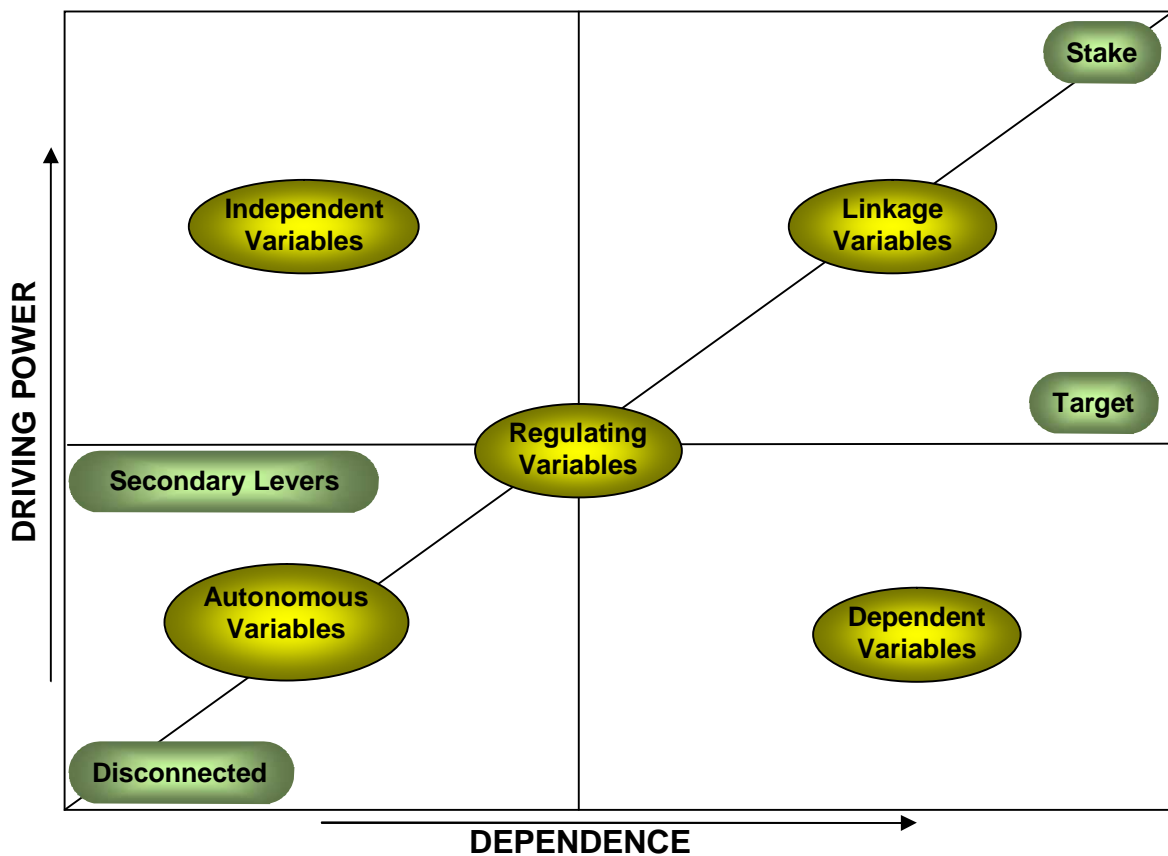 Stake
Independent
Variables
Linkage
Variables
DRIVING POWER
Target
Regulating
Variables
Secondary Levers
Autonomous
Variables
Dependent
Variables
Disconnected
DEPENDENCE